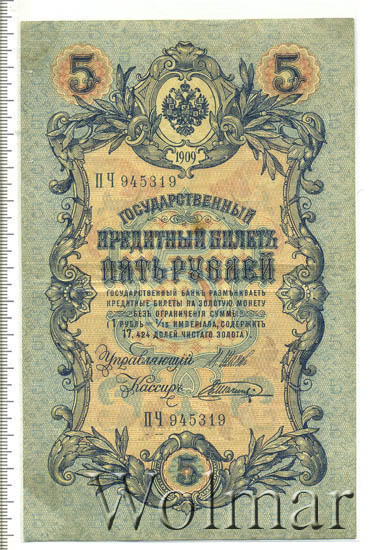 5 5
1909
ПЧ 945319
ГОСУДАРСТВЕННЫЙ
КРЕДИТНЫЙ БИЛЕТЪ
ПЯТЬ РУБЛЕЙ
ГОСУДАРСТВЕННЫЙ БАНКЪ РАЗМѢНИВАЕТЪ
КРЕДИТНЫЕ БИЛЕТЫ НА ЗОЛОТУЮ МОНЕТУ
БЕЗЪ ОГРАНИЧЕНІЯ СУММЫ
(1 РУБЛЬ = 1/15 ИМПЕРІАЛА, СОДЕРЖИТЪ
17,424 ДОЛЕЙ ЧИСТАГО ЗОЛОТА).
Управляющій
Кассиръ
ПЧ 945319
5
Wolmar